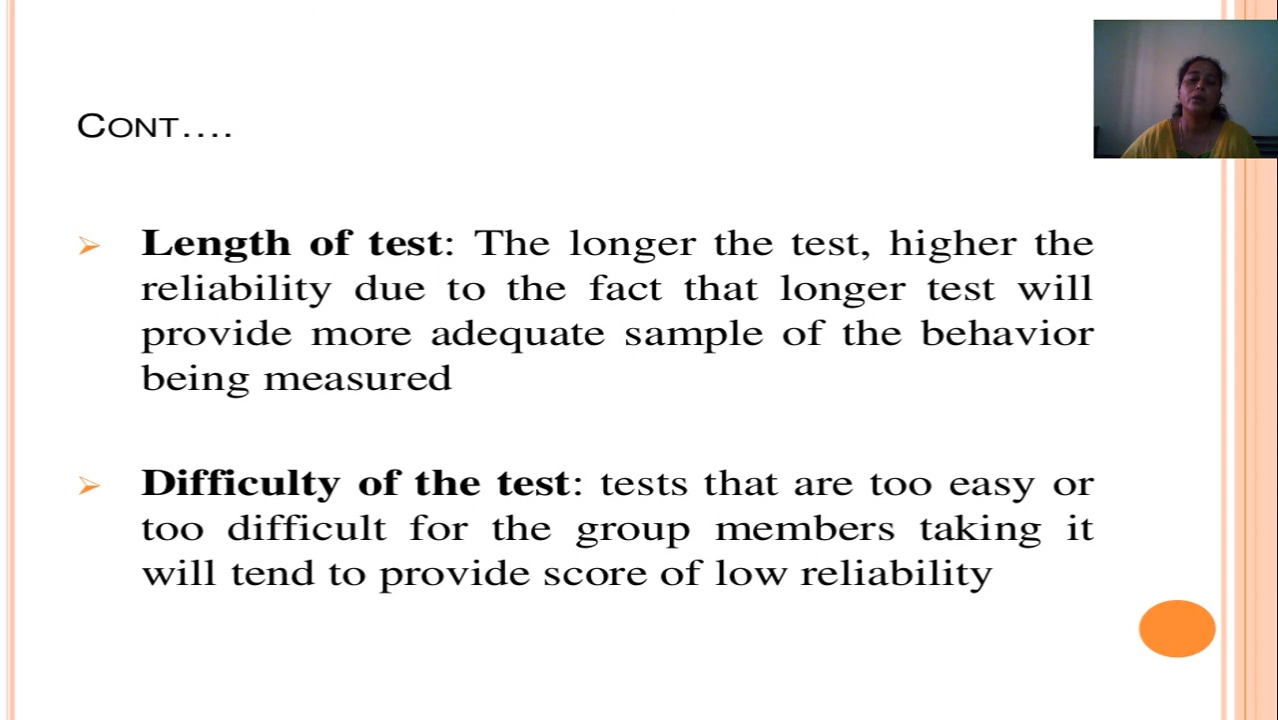 CONT....
Length of test: The longer the test, higher the
reliability due to the fact that longer test will
provide more adequate sample of the behavior
being measured
Difficulty of the test: tests that are too easy or
too difficult for the group members taking it
will tend to provide score of low reliability